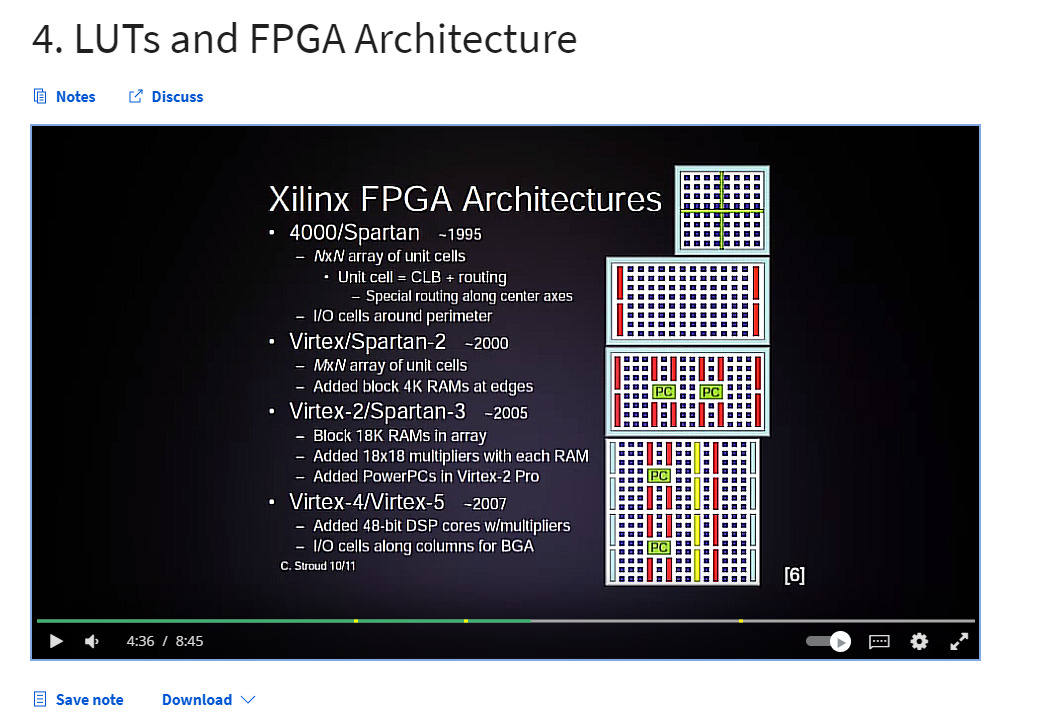 4. LUTs and FPGA Architecture
Notes
Discuss
Xilinx FPGA Architectures
• 4000/Spartan ~1995
– NxN array of unit cells
• Unit cell = CLB + routing
– Special routing along center axes
– I/O cells around perimeter
• Virtex/Spartan-2 ~2000
– MxN array of unit cells
– Added block 4K RAMs at edges
• Virtex-2/Spartan-3 ~2005
– Block 18K RAMs in array
– Added 18x18 multipliers with each RAM
– Added PowerPCs in Virtex-2 Pro
• Virtex-4/Virtex-5 ~2007
– Added 48-bit DSP cores w/multipliers
– I/O cells along columns for BGA
C. Stroud 10/11
PC PC
PC
PC
[6]
4:36 / 8:45
Save note
Download